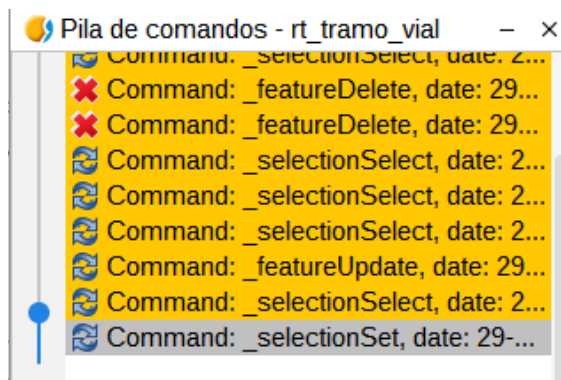 Pila de comandos - rt_tramo_vial
Command: _selectionSelect, date: 2...
Command: _featureDelete, date: 29...
Command: _featureDelete, date: 29...
Command: _selectionSelect, date: 2...
Command: _selectionSelect, date: 2...
Command: _selectionSelect, date: 2...
Command: _featureUpdate, date: 29...
Command: _selectionSelect, date: 2...
Command: _selectionSet, date: 29-...